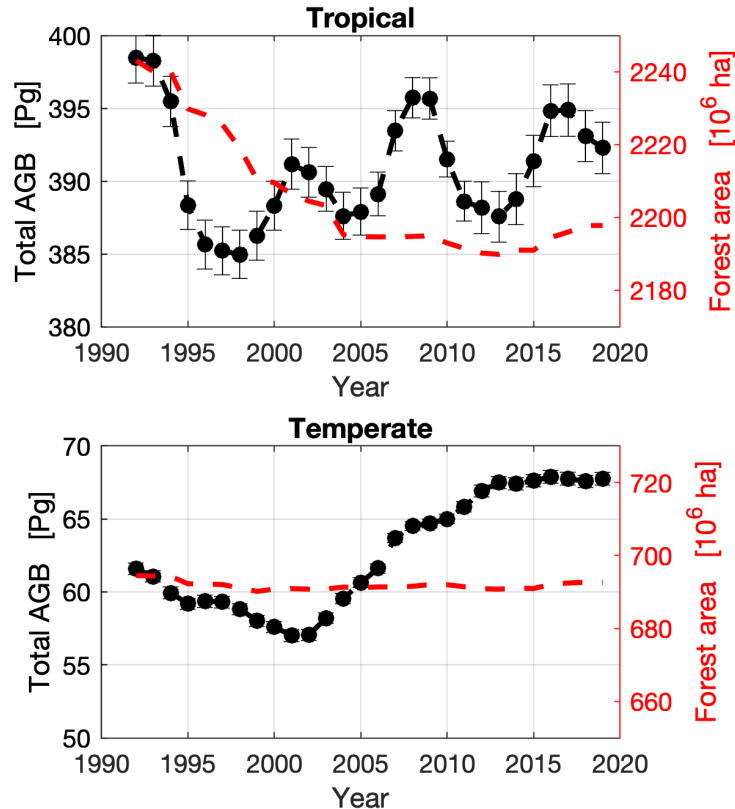 Tropical
400
395
390
385
380
Total AGB [Pg]
2240
2220
2200
2180
Forest area [10⁶ ha]
1990 1995 2000 2005 2010 2015 2020
Year
Temperate
70
65
60
55
50
Total AGB [Pg]
720
700
680
660
Forest area [10⁶ ha]
1990 1995 2000 2005 2010 2015 2020
Year